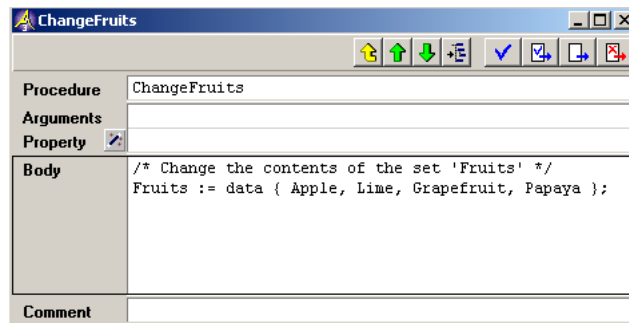 ChangeFruits
Procedure
ChangeFruits
Arguments
Property
Body
/* Change the contents of the set 'Fruits' */
Fruits := data { Apple, Lime, Grapefruit, Papaya };
Comment